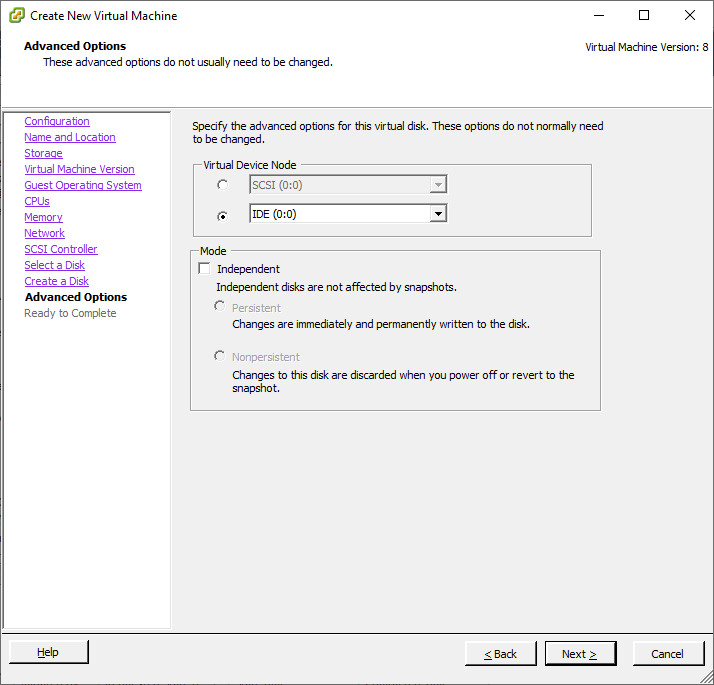 Create New Virtual Machine
Advanced Options
These advanced options do not usually need to be changed.
Virtual Machine Version: 8
Configuration
Name and Location
Storage
Virtual Machine Version
Guest Operating System
CPUs
Memory
Network
SCSI Controller
Select a Disk
Create a Disk
Advanced Options
Ready to Complete
Specify the advanced options for this virtual disk. These options do not normally need
to be changed.
Virtual Device Node
SCSI (0:0)
IDE (0:0)
Mode
Independent
Independent disks are not affected by snapshots.
Persistent
Changes are immediately and permanently written to the disk.
Nonpersistent
Changes to this disk are discarded when you power off or revert to the
snapshot.
Help
< Back
Next >
Cancel